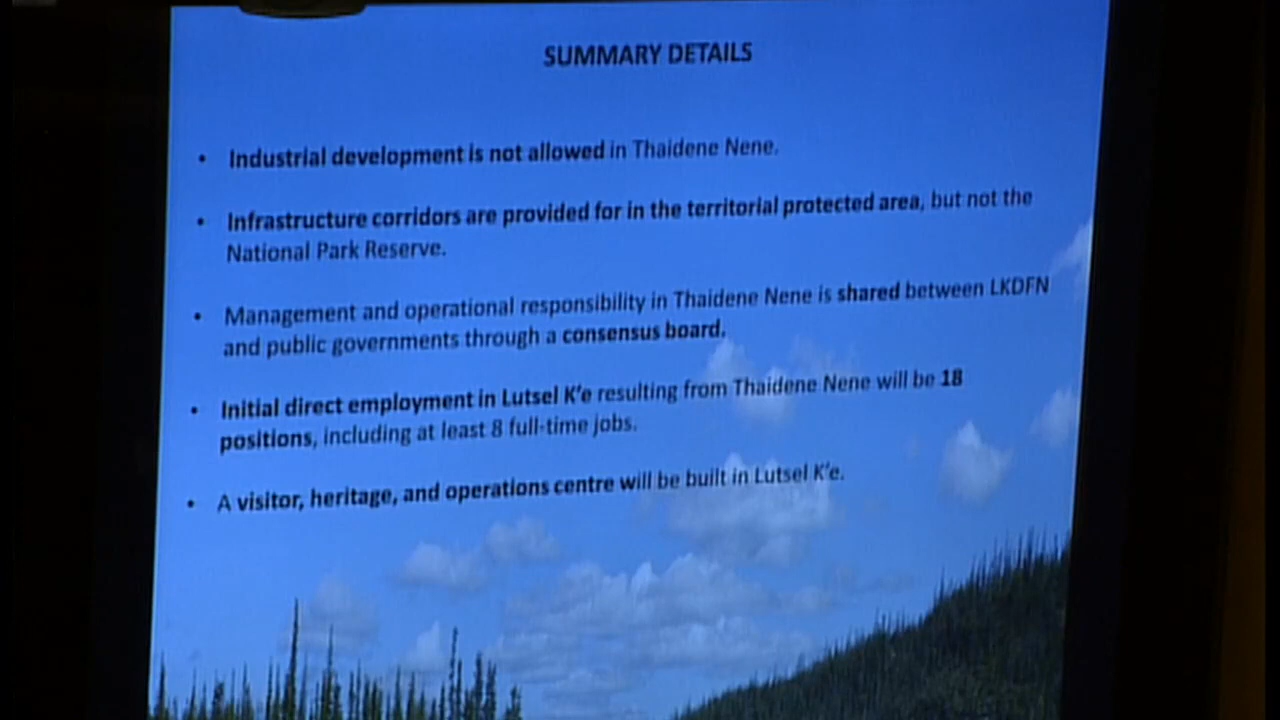 SUMMARY DETAILS
• Industrial development is not allowed in Thaidene Nene.
• Infrastructure corridors are provided for in the territorial protected area, but not the
National Park Reserve.
• Management and operational responsibility in Thaidene Nene is shared between LKDFN
and public governments through a consensus board.
• Initial direct employment in Lutsel K'e resulting from Thaidene Nene will be 18
positions, including at least 8 full-time jobs.
• A visitor, heritage, and operations centre will be built in Lutsel K'e.